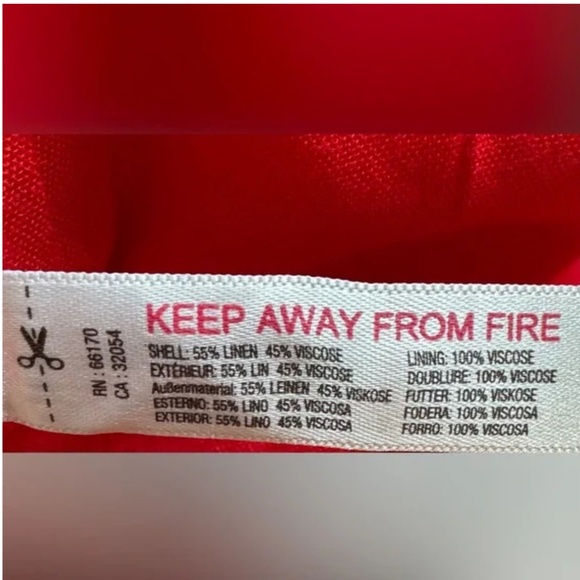 RN : 66170
CA : 32054
KEEP AWAY FROM FIRE
SHELL: 55% LINEN 45% VISCOSE
EXTÉRIEUR: 55% LIN 45% VISCOSE
Außenmaterial: 55% LEINEN 45% VISKOSE
ESTERNO: 55% LINO 45% VISCOSA
EXTERIOR: 55% LINO 45% VISCOSA
LINING: 100% VISCOSE
DOUBLURE: 100% VISCOSE
FUTTER: 100% VISKOSE
FODERA: 100% VISCOSA
FORRO: 100% VISCOSA